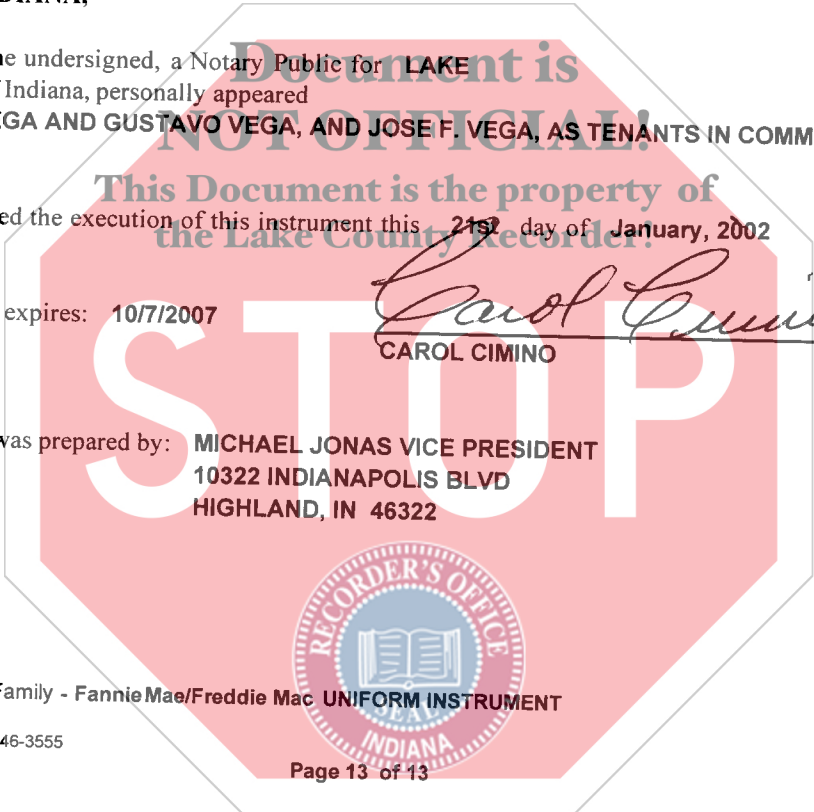 DIANA,
e undersigned, a Notary Public for LAKE
Indiana, personally appeared
GA AND GUSTAVO VEGA, AND JOSE F. VEGA, AS TENANTS IN COMM
ed the execution of this instrument this 21st day of January, 2002
expires: 10/7/2007
Carol Cimin
CAROL CIMINO
was prepared by: MICHAEL JONAS VICE PRESIDENT
10322 INDIANAPOLIS BLVD
HIGHLAND, IN 46322
Family - Fannie Mae/Freddie Mac UNIFORM INSTRUMENT
46-3555
Page 13 of 13
Document is
NOT OFFICIAL!
This Document is the property of
the Lake County Recorder!
STOP
RECORDER'S OFFICE
SEAL
INDIANA